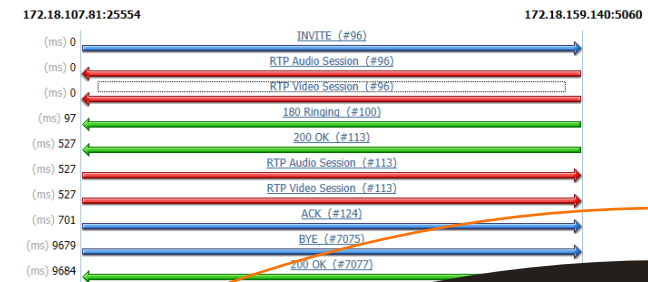 172.18.107.81:25554 172.18.159.140:5060
(ms) 0 INVITE (#96)
(ms) 0 RTP Audio Session (#96)
(ms) 0 RTP Video Session (#96)
(ms) 97 180 Ringing (#100)
(ms) 527 200 OK (#113)
(ms) 527 RTP Audio Session (#113)
(ms) 527 RTP Video Session (#113)
(ms) 701 ACK (#124)
(ms) 9679 BYE (#7075)
(ms) 9684 200 OK (#7077)